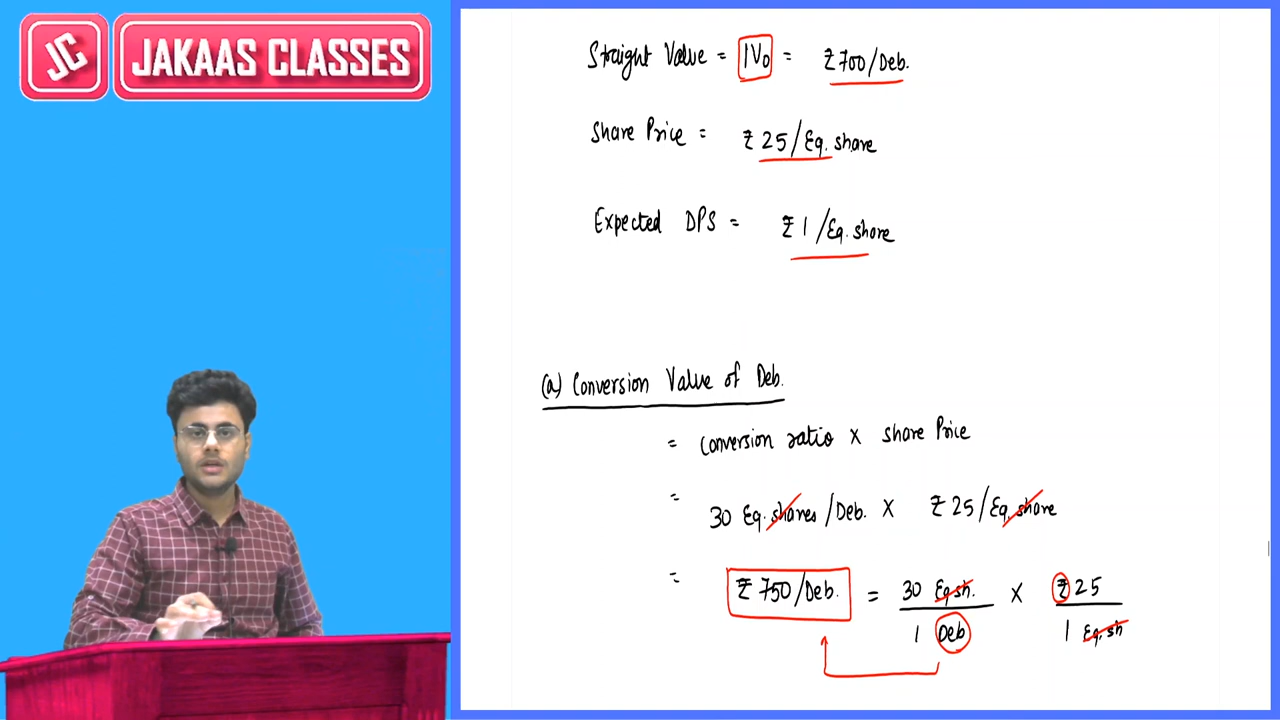 JC
JAKAAS CLASSES
Straight Value = IV₀ = ₹700/Deb.
Share Price = ₹25/Eq. share
Expected DPS = ₹1/Eq. share
(a) Conversion Value of Deb.
= conversion ratio × share Price
= 30 Eq. shares/Deb. × ₹25/Eq. share
= ₹750/Deb. = 30 Eq sh. / 1 Deb × ₹25 / 1 Eq. sh